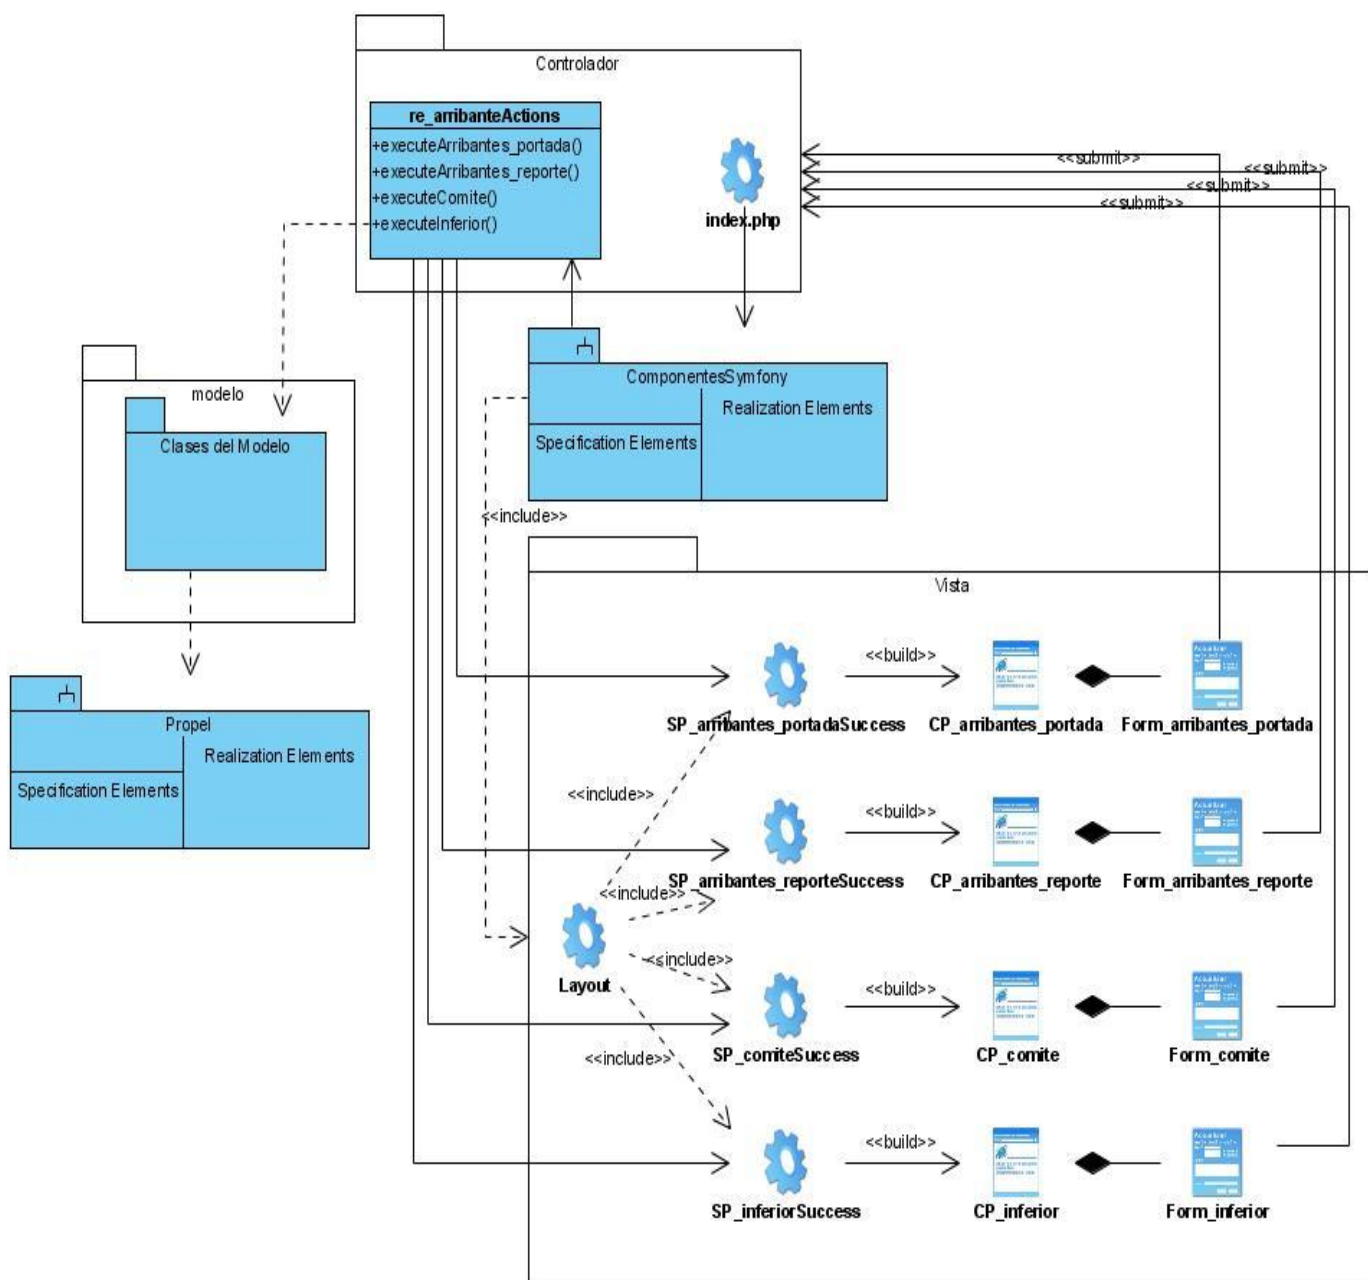 Controlador
re_arribanteActions
+executeArribantes_portada()
+executeArribantes_reporte()
+executeComite()
+executeInferior()
index.php
<<submit>>
<<submit>>
<<submit>>
<<submit>>
modelo
Clases del Modelo
ComponentesSymfony
Realization Elements
Specification Elements
<<include>>
Propel
Realization Elements
Specification Elements
Vista
<<build>>
SP_arribantes_portadaSuccess
CP_arribantes_portada
Form_arribantes_portada
<<include>>
<<build>>
SP_arribantes_reporteSuccess
CP_arribantes_reporte
Form_arribantes_reporte
<<include>>
Layout
<<include>>
<<build>>
SP_comiteSuccess
CP_comite
Form_comite
<<include>>
<<build>>
SP_inferiorSuccess
CP_inferior
Form_inferior